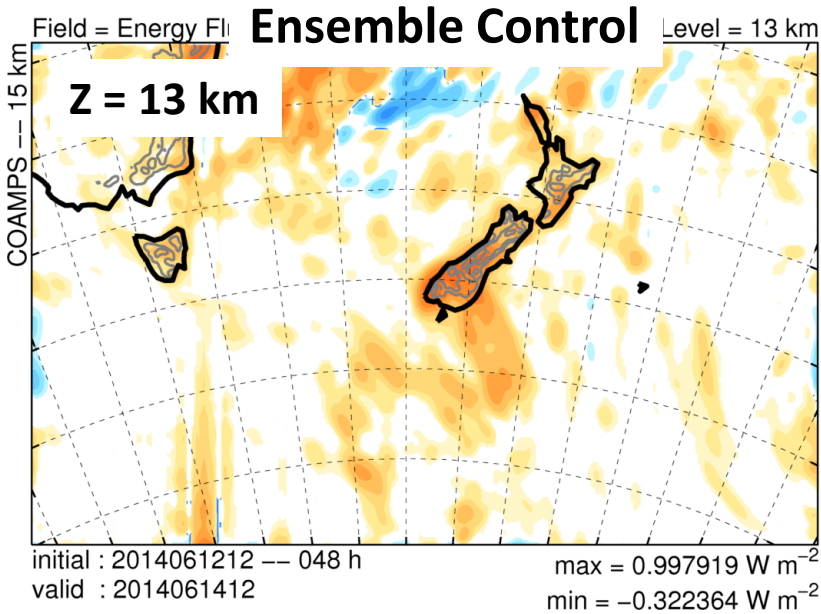 Ensemble Control
Field = Energy Level = 13 km
Z = 13 km
COAMPS –– 15 km
initial : 2014061212 –– 048 h
valid : 2014061412
max = 0.997919 W m⁻²
min = −0.322364 W m⁻²